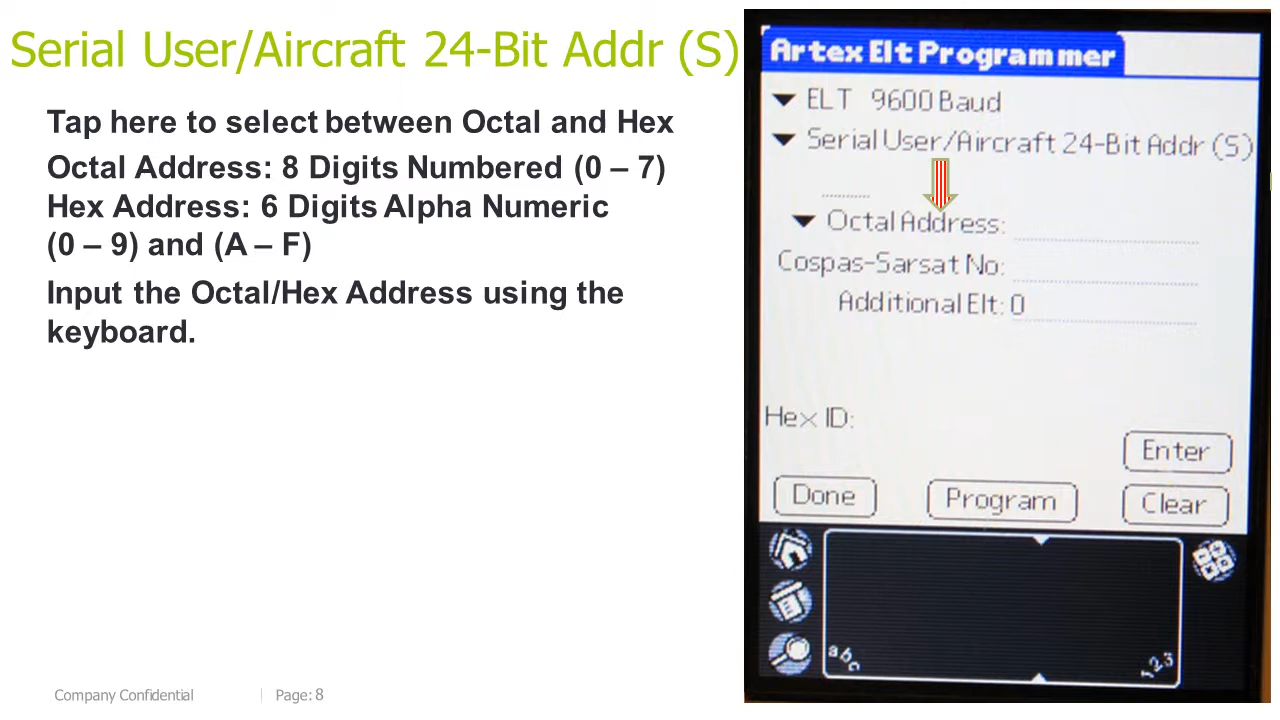 Serial User/Aircraft 24-Bit Addr (S)
Tap here to select between Octal and Hex
Octal Address: 8 Digits Numbered (0 – 7)
Hex Address: 6 Digits Alpha Numeric
(0 – 9) and (A – F)
Input the Octal/Hex Address using the
keyboard.
Company Confidential
Page: 8
Artex Elt Programmer
ELT 9600 Baud
Serial User/Aircraft 24-Bit Addr (S)
Octal Address:
Cospas-Sarsat No:
Additional Elt: 0
Hex ID:
Enter
Done
Program
Clear
abc
123